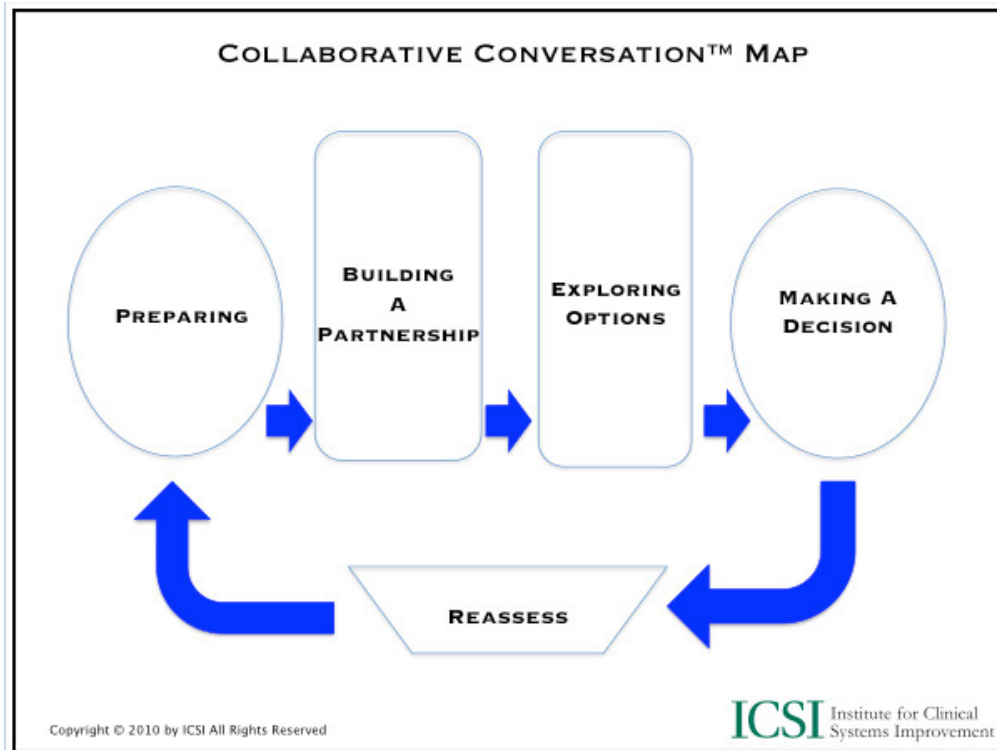 COLLABORATIVE CONVERSATION™ MAP
PREPARING
BUILDING
A
PARTNERSHIP
EXPLORING
OPTIONS
MAKING A
DECISION
REASSESS
Copyright © 2010 by ICSI All Rights Reserved
ICSI
Institute for Clinical
Systems Improvement